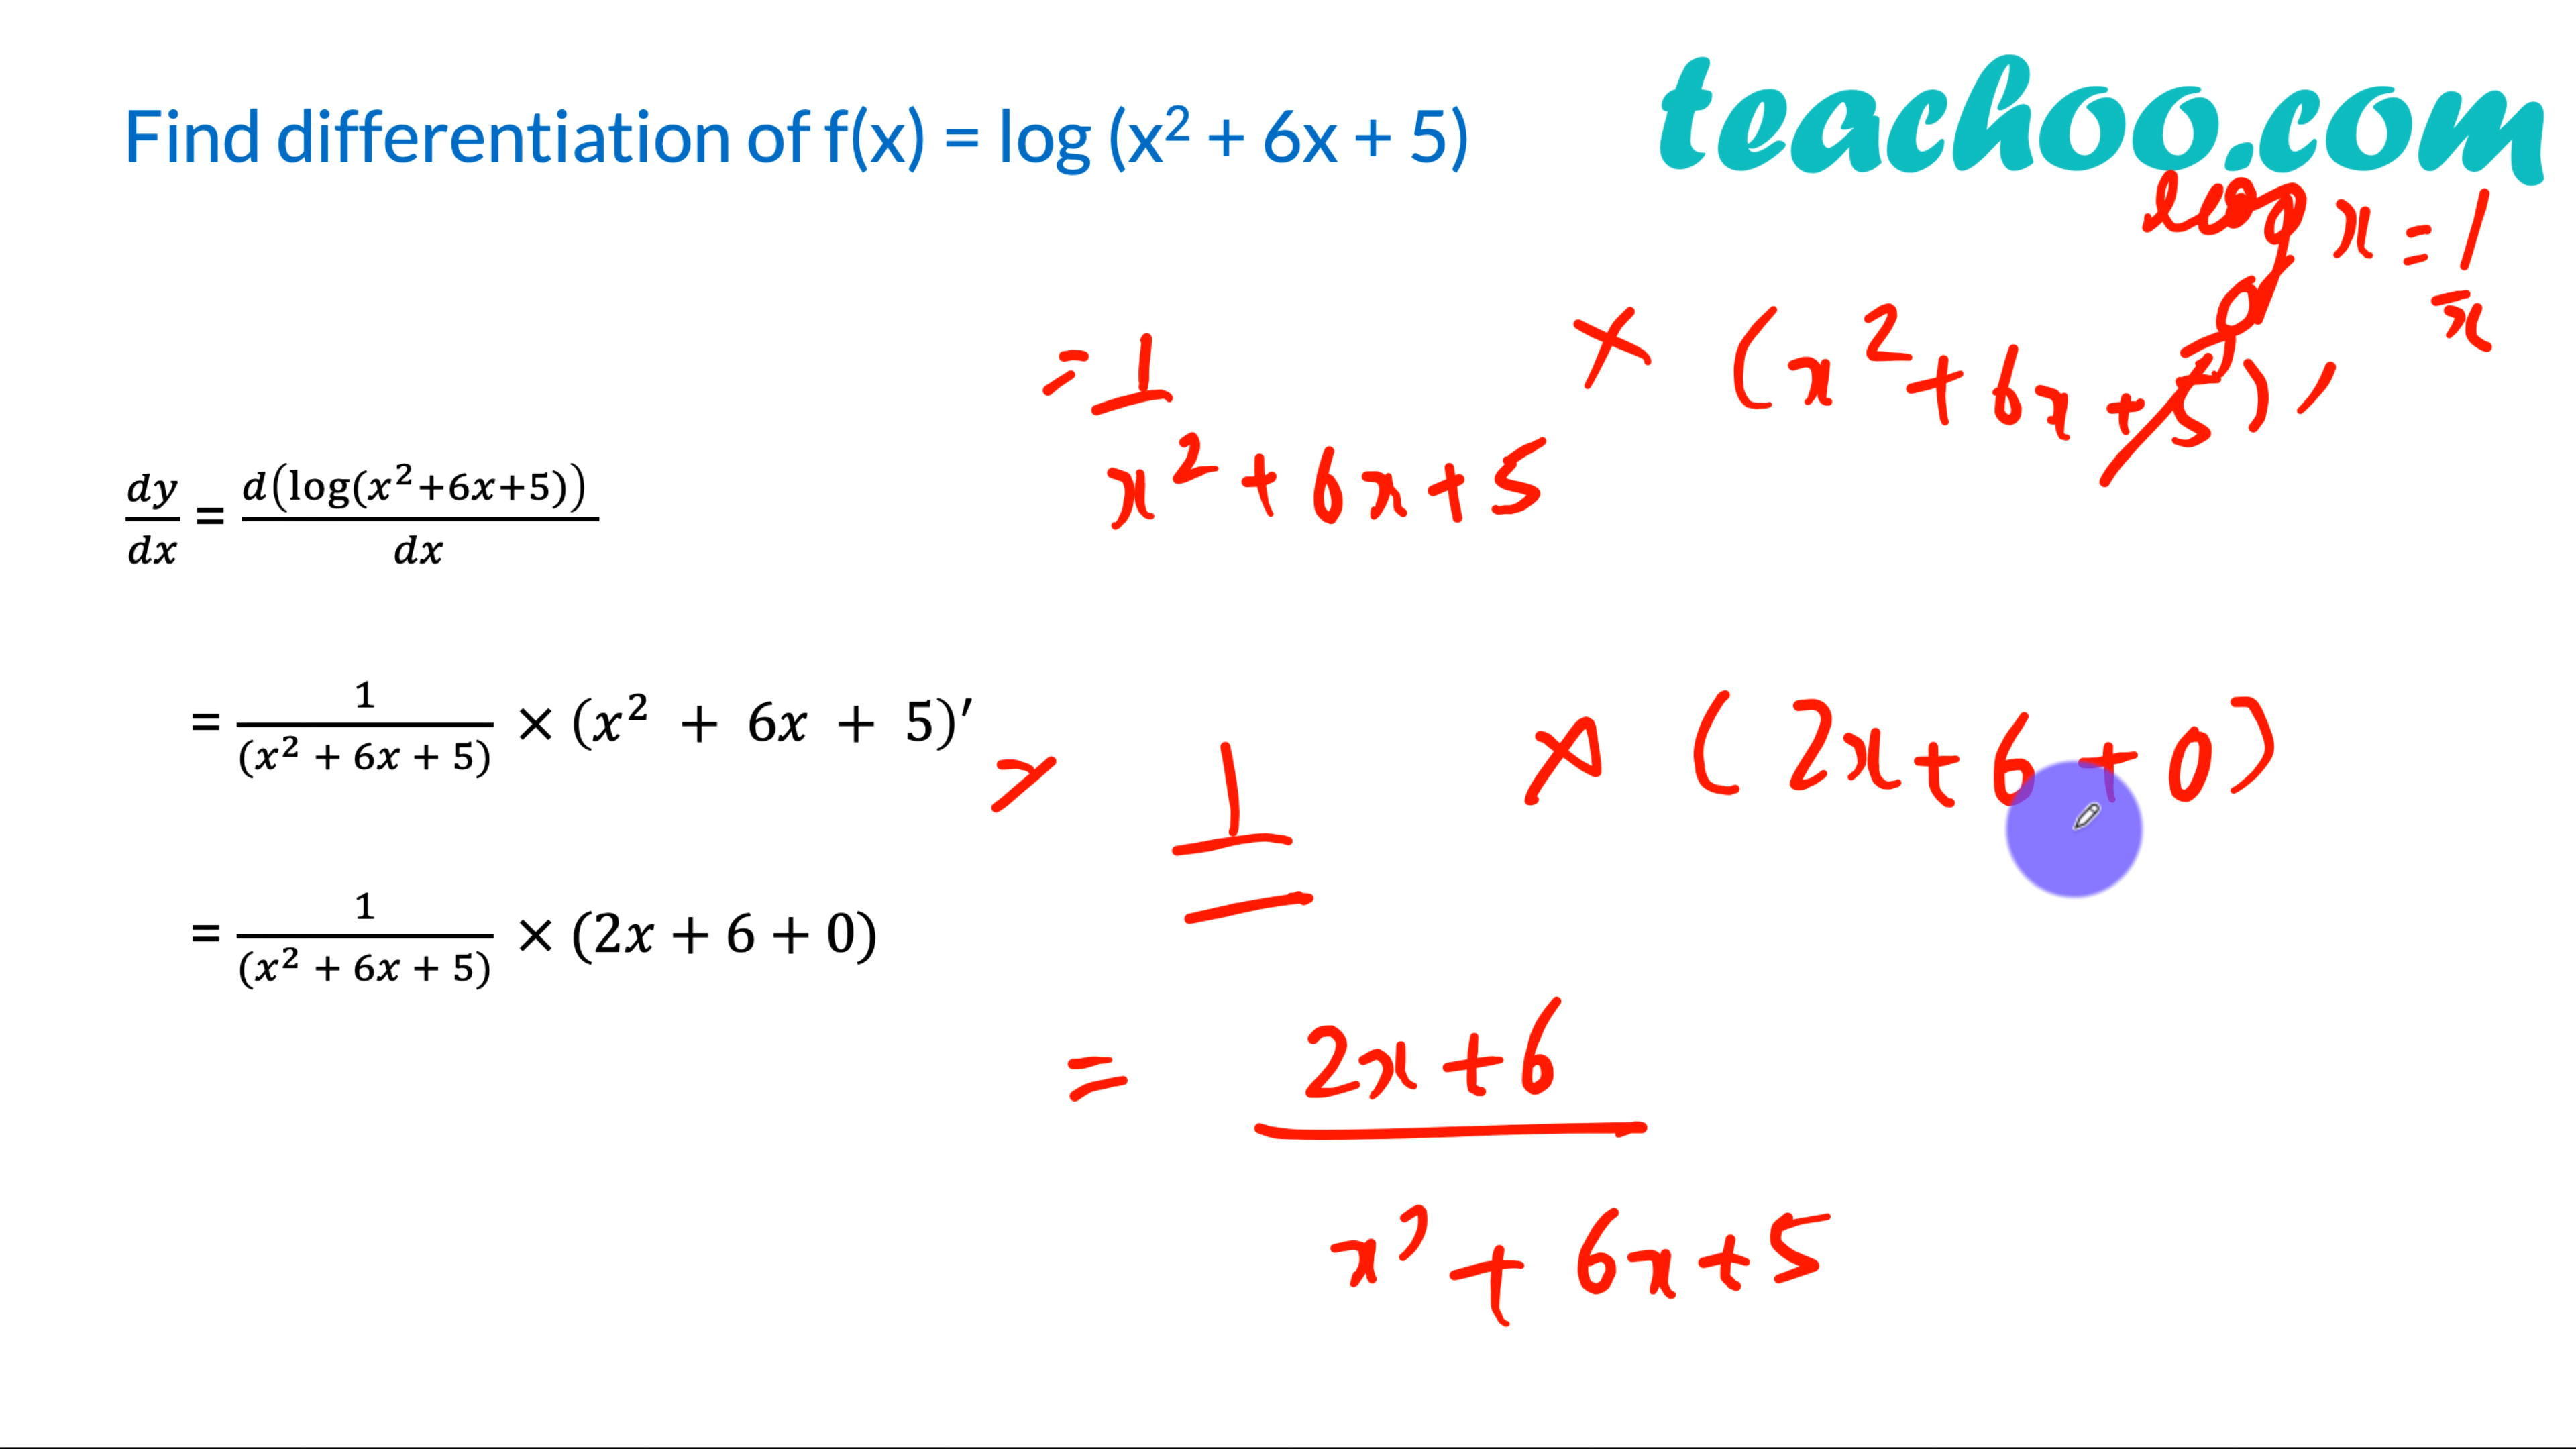 Find differentiation of f(x) = log (x² + 6x + 5)
teachoo.com
log x = 1/x
= 1/x² + 6x + 5 × (x² + 6x + 5)′
0
dy/dx = d(log(x²+6x+5))/dx
= 1/(x² + 6x + 5) × (x² + 6x + 5)′
1 × (2x + 6 + 0)
= 1/(x² + 6x + 5) × (2x + 6 + 0)
= 2x + 6/x² + 6x + 5